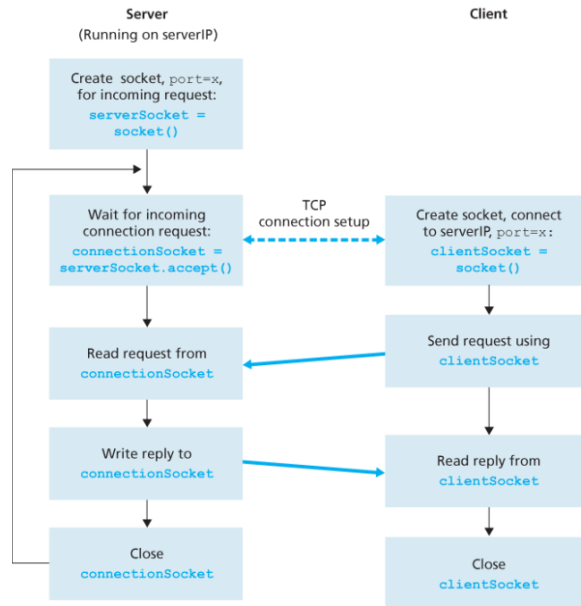 Server
(Running on serverIP)
Client
Create socket, port=x,
for incoming request:
serverSocket =
socket()
Wait for incoming
connection request:
connectionSocket =
serverSocket.accept()
TCP
connection setup
Create socket, connect
to serverIP, port=x:
clientSocket =
socket()
Read request from
connectionSocket
Send request using
clientSocket
Write reply to
connectionSocket
Read reply from
clientSocket
Close
connectionSocket
Close
clientSocket